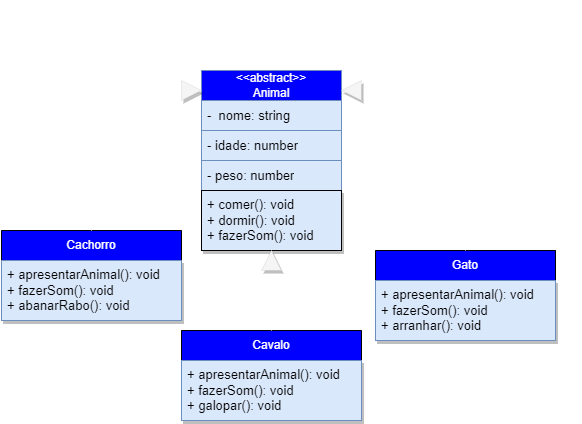 <<abstract>>
Animal
- nome: string
- idade: number
- peso: number
+ comer(): void
+ dormir(): void
+ fazerSom(): void
Cachorro
+ apresentarAnimal(): void
+ fazerSom(): void
+ abanarRabo(): void
Gato
+ apresentarAnimal(): void
+ fazerSom(): void
+ arranhar(): void
Cavalo
+ apresentarAnimal(): void
+ fazerSom(): void
+ galopar(): void